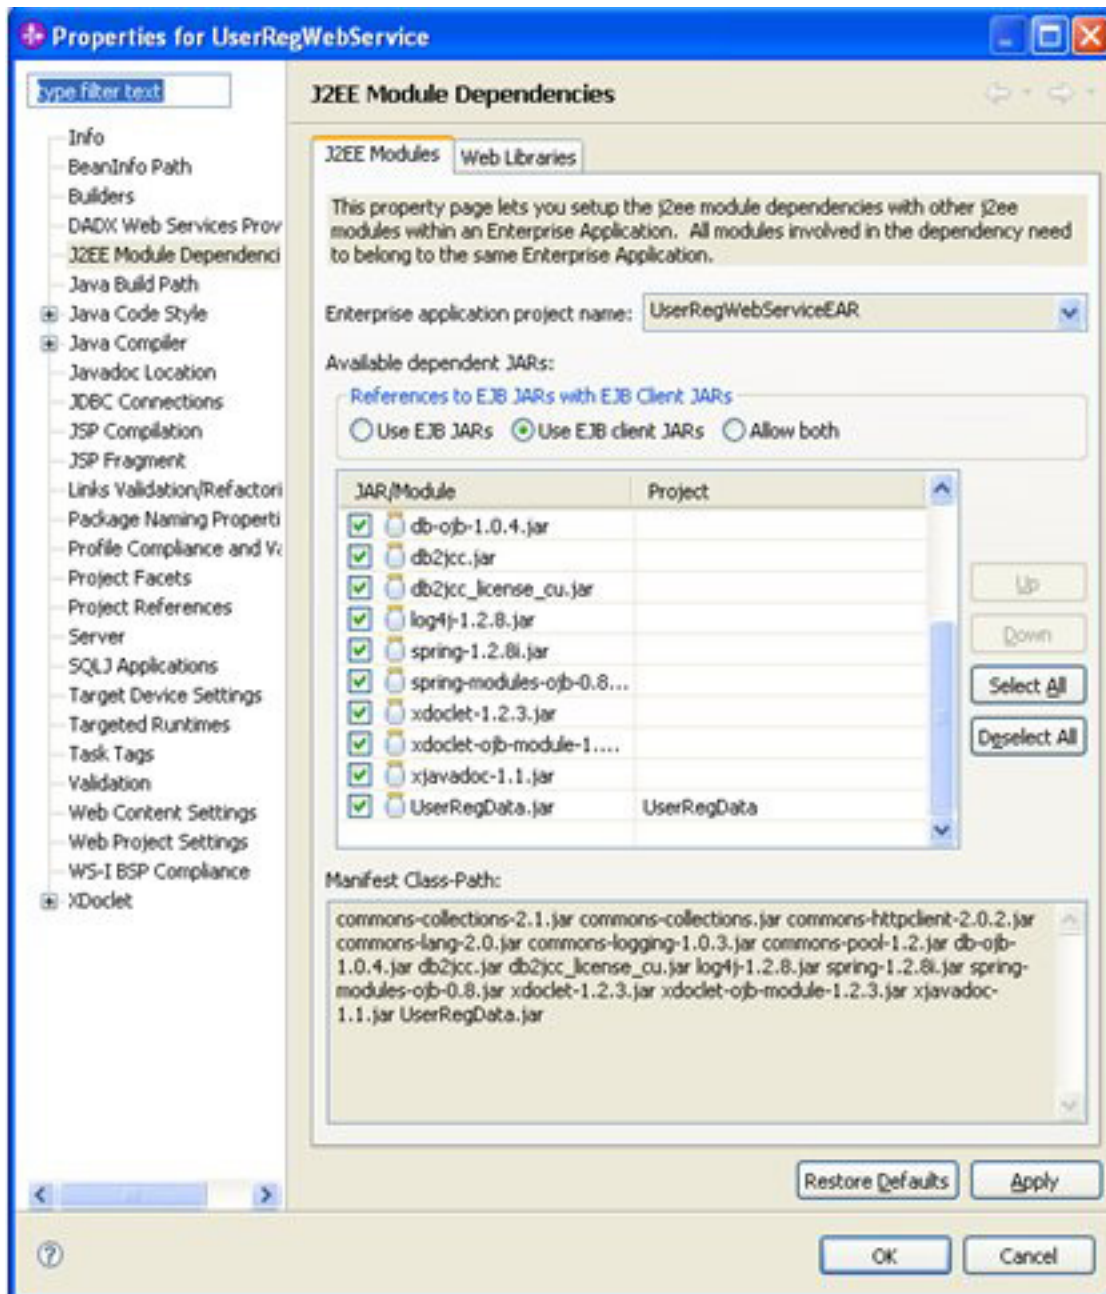 Properties for UserRegWebService
type filter text
Info
BeanInfo Path
Builders
DADX Web Services Prov
J2EE Module Dependenci
Java Build Path
Java Code Style
Java Compiler
Javadoc Location
JDBC Connections
JSP Compilation
JSP Fragment
Links Validation/Refactori
Package Naming Properti
Profile Compliance and Va
Project Facets
Project References
Server
SQLJ Applications
Target Device Settings
Targeted Runtimes
Task Tags
Validation
Web Content Settings
Web Project Settings
WS-I BSP Compliance
XDoclet
J2EE Module Dependencies
J2EE Modules
Web Libraries
This property page lets you setup the j2ee module dependencies with other j2ee
modules within an Enterprise Application. All modules involved in the dependency need
to belong to the same Enterprise Application.
Enterprise application project name: UserRegWebServiceEAR
Available dependent JARs:
References to EJB JARs with EJB Client JARs
Use EJB JARs Use EJB client JARs Allow both
JAR/Module Project
db-ojb-1.0.4.jar
db2jcc.jar
db2jcc_license_cu.jar
log4j-1.2.8.jar
spring-1.2.8i.jar
spring-modules-ojb-0.8...
xdoclet-1.2.3.jar
xdoclet-ojb-module-1....
xjavadoc-1.1.jar
UserRegData.jar UserRegData
Up
Down
Select All
Deselect All
Manifest Class-Path:
commons-collections-2.1.jar commons-collections.jar commons-httpclient-2.0.2.jar
commons-lang-2.0.jar commons-logging-1.0.3.jar commons-pool-1.2.jar db-ojb-
1.0.4.jar db2jcc.jar db2jcc_license_cu.jar log4j-1.2.8.jar spring-1.2.8i.jar spring-
modules-ojb-0.8.jar xdoclet-1.2.3.jar xdoclet-ojb-module-1.2.3.jar xjavadoc-
1.1.jar UserRegData.jar
Restore Defaults
Apply
OK
Cancel